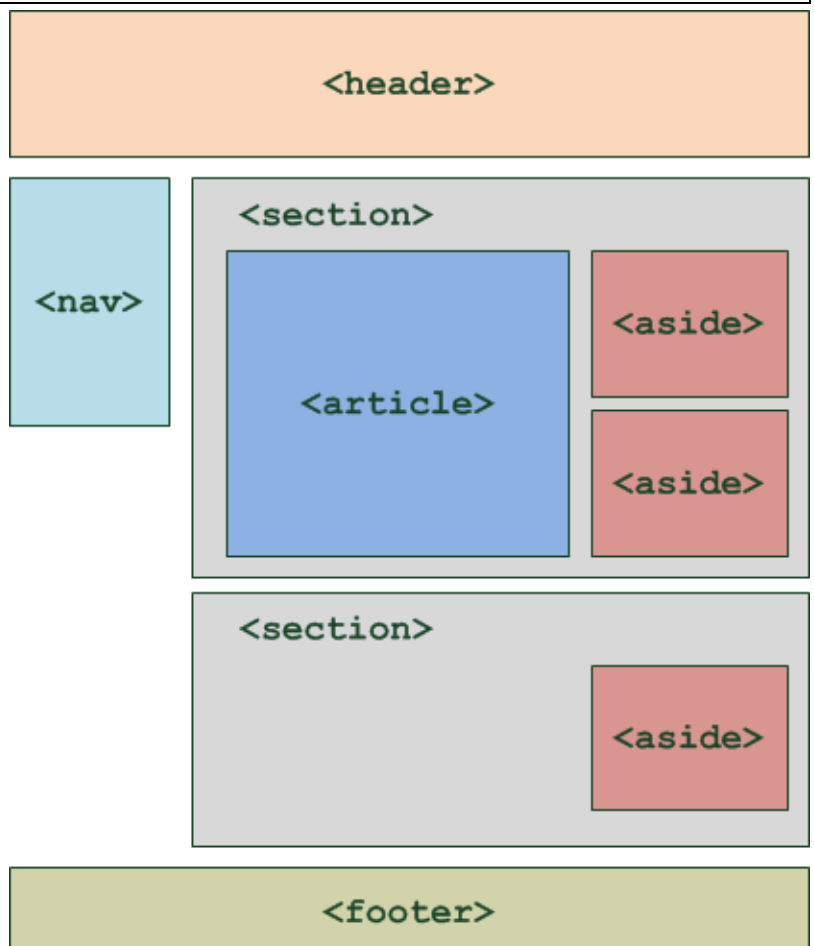 <header>
<section>
<nav>
<article>
<aside>
<aside>
<section>
<aside>
<footer>